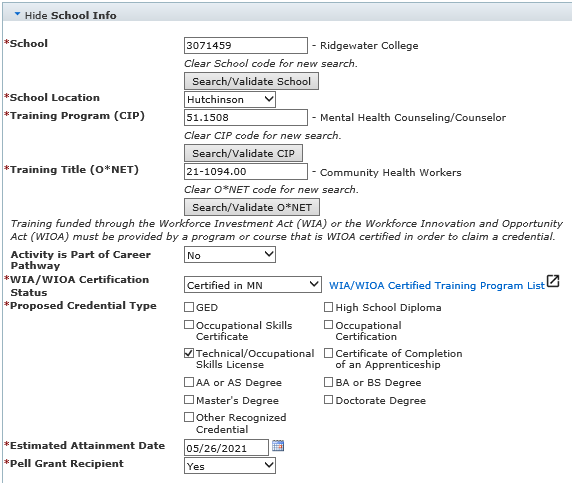 Hide School Info
*School 3071459 - Ridgewater College
Clear School code for new search.
Search/Validate School
*School Location Hutchinson
*Training Program (CIP) 51.1508 - Mental Health Counseling/Counselor
Clear CIP code for new search.
Search/Validate CIP
*Training Title (O*NET) 21-1094.00 - Community Health Workers
Clear O*NET code for new search.
Search/Validate O*NET
Training funded through the Workforce Investment Act (WIA) or the Workforce Innovation and Opportunity
Act (WIOA) must be provided by a program or course that is WIOA certified in order to claim a credential.
Activity is Part of Career No
Pathway
*WIA/WIOA Certification Certified in MN WIA/WIOA Certified Training Program List
Status
*Proposed Credential Type GED High School Diploma
Occupational Skills Occupational
Certificate Certification
Technical/Occupational Certificate of Completion
Skills License of an Apprenticeship
AA or AS Degree BA or BS Degree
Master's Degree Doctorate Degree
Other Recognized
Credential
*Estimated Attainment Date 05/26/2021
*Pell Grant Recipient Yes